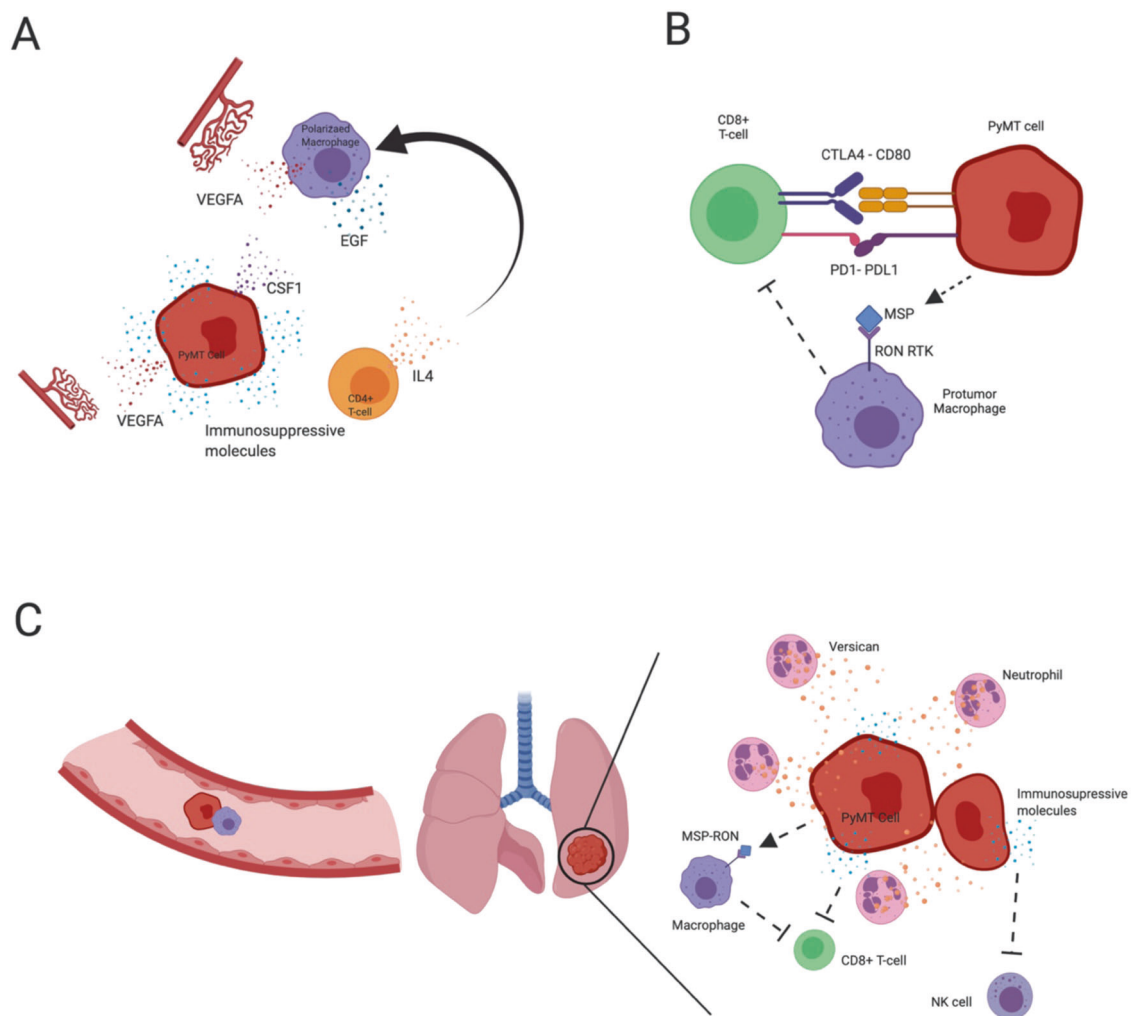 A
Polarizaed
Macrophage
VEGFA
EGF
CSF1
PyMT Cell
IL4
CD4+
T-cell
VEGFA
Immunosuppressive
molecules
B
CD8+
T-cell
PyMT cell
CTLA4 - CD80
PD1- PDL1
MSP
RON RTK
Protumor
Macrophage
C
Versican
Neutrophil
Immunosupressive
molecules
PyMT Cell
MSP-RON
Macrophage
CD8+ T-cell
NK cell